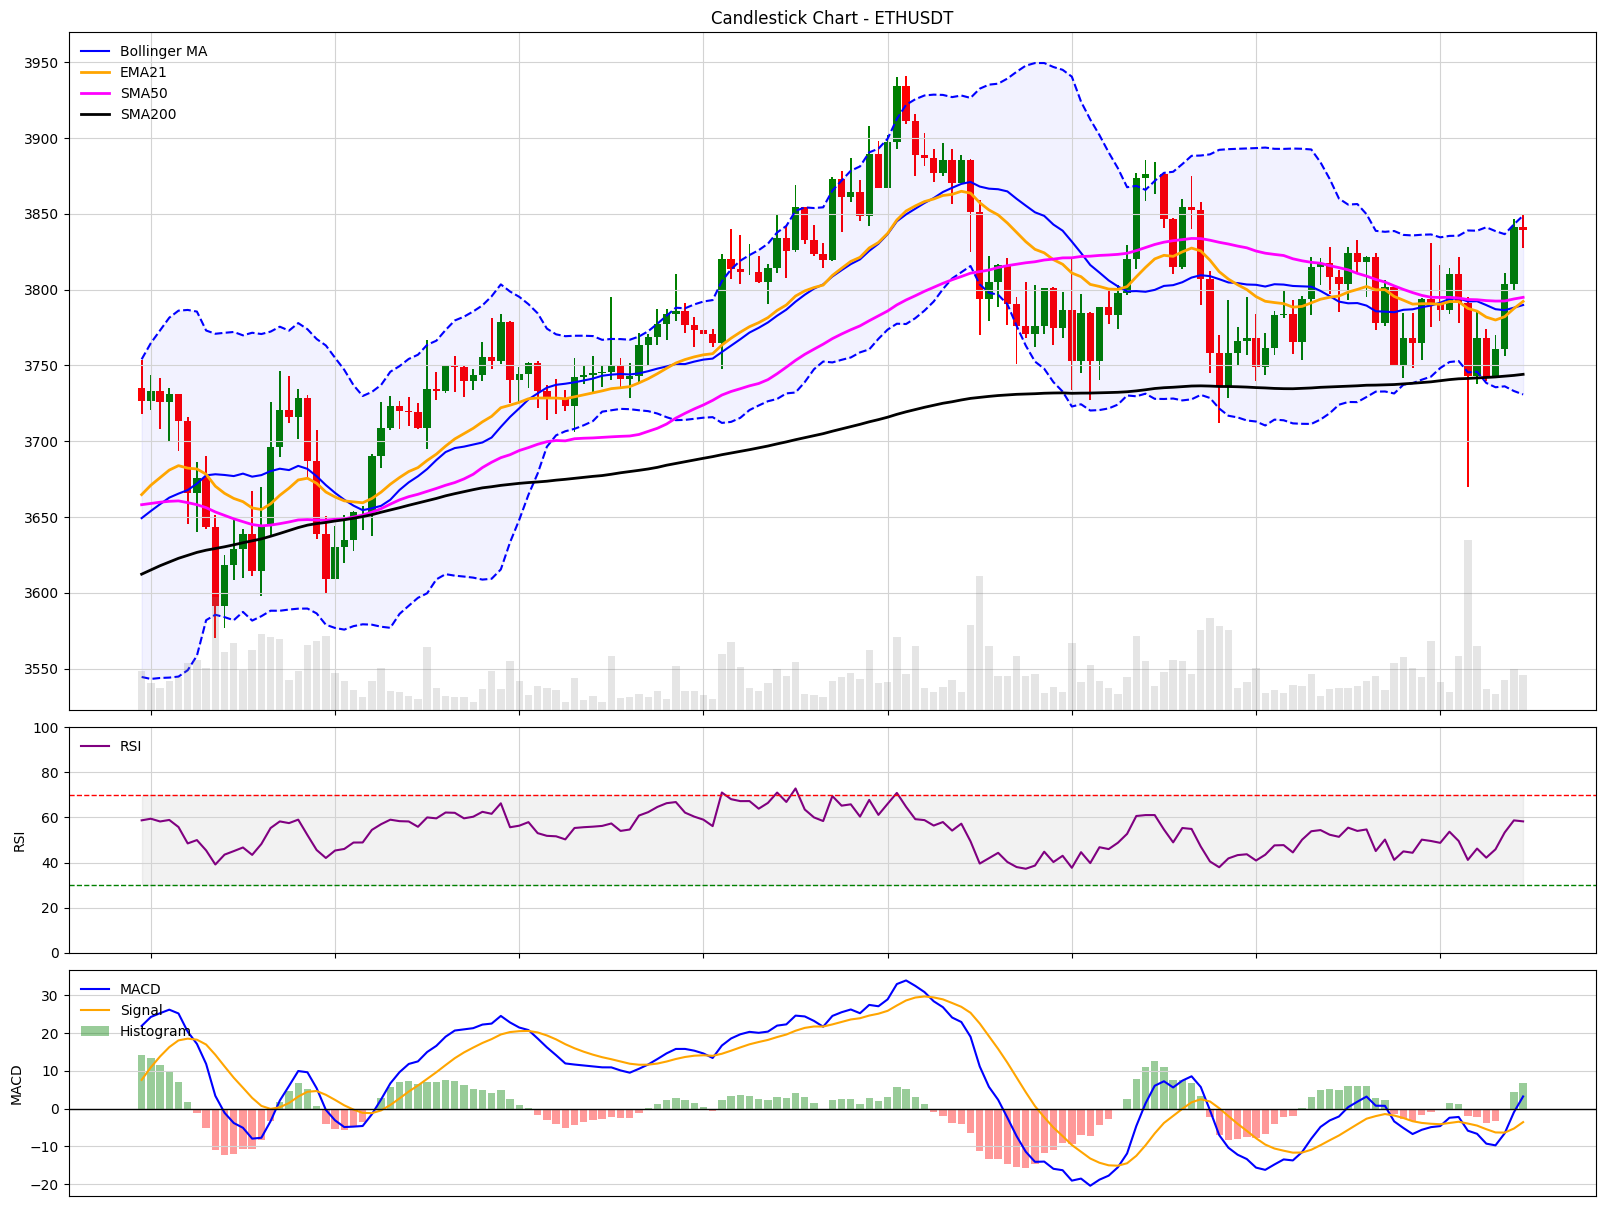 Candlestick Chart - ETHUSDT
Bollinger MA
EMA21
SMA50
SMA200
3950
3900
3850
3800
3750
3700
3650
3600
3550
RSI
100
80
60
40
20
0
RSI
MACD
Signal
Histogram
30
20
10
0
−10
−20
MACD